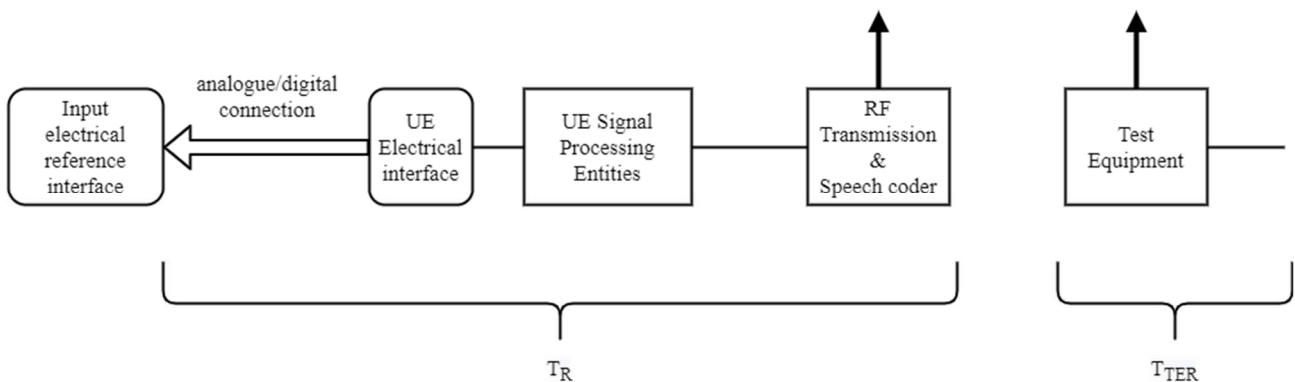 Input
electrical
reference
interface
analogue/digital
connection
UE
Electrical
interface
UE Signal
Processing
Entities
RF
Transmission
&
Speech coder
Test
Equipment
TR
TTER